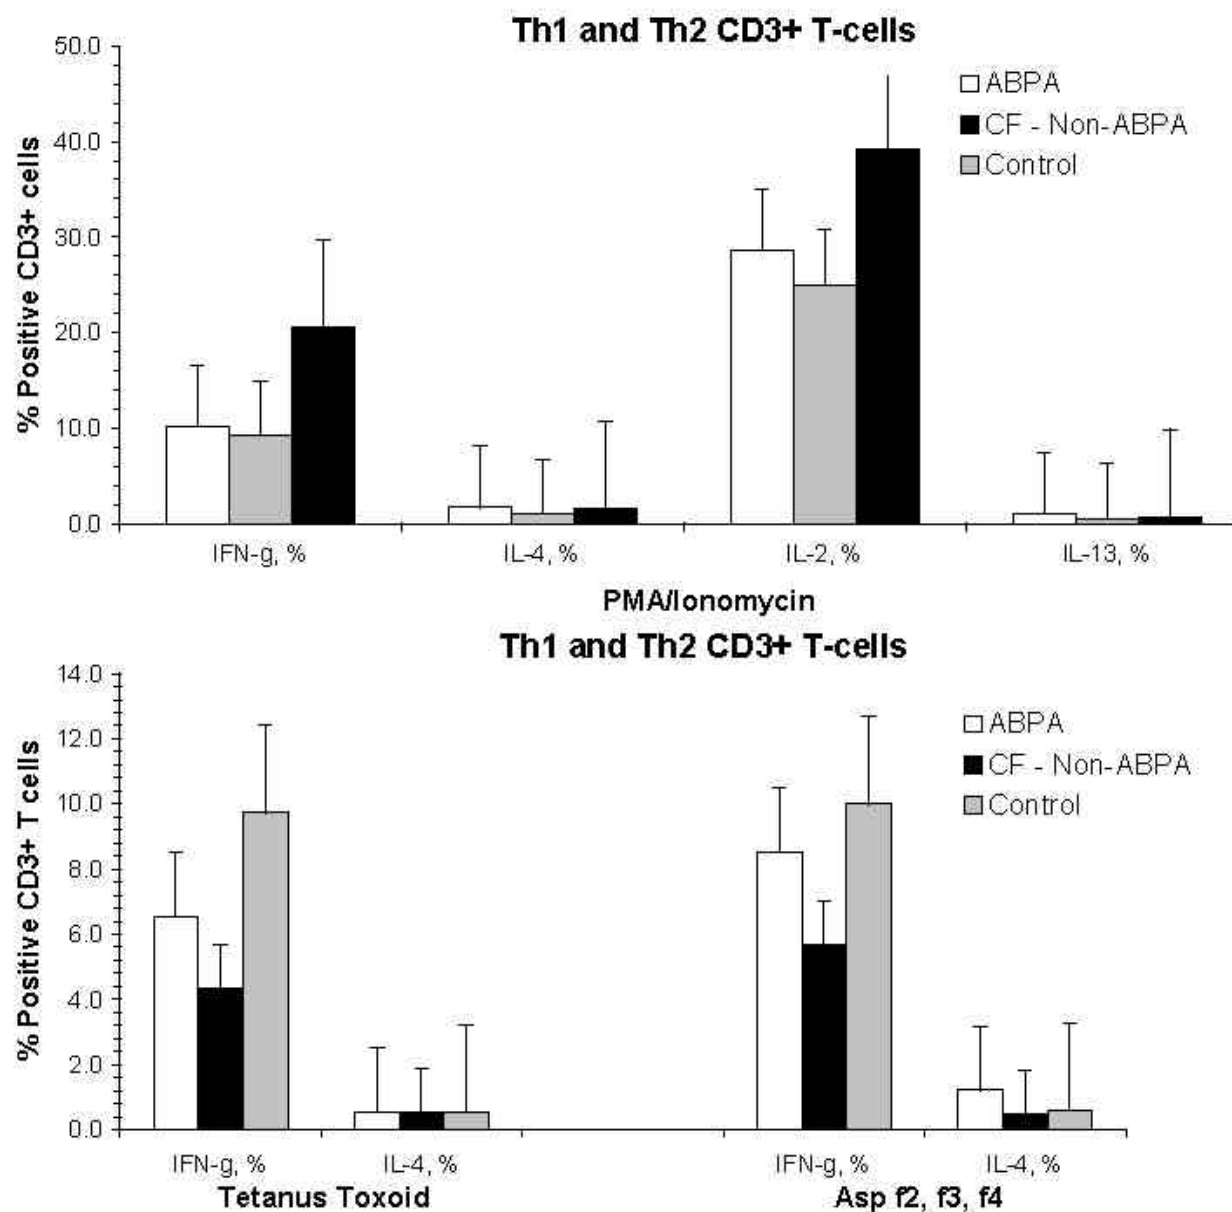 Th1 and Th2 CD3+ T-cells
50.0
40.0
30.0
20.0
10.0
0.0
% Positive CD3+ cells
ABPA
CF - Non-ABPA
Control
IFN-g, %
IL-4, %
IL-2, %
IL-13, %
PMA/Ionomycin
Th1 and Th2 CD3+ T-cells
14.0
12.0
10.0
8.0
6.0
4.0
2.0
0.0
% Positive CD3+ T cells
ABPA
CF - Non-ABPA
Control
IFN-g, %
IL-4, %
IFN-g, %
IL-4, %
Tetanus Toxoid
Asp f2, f3, f4